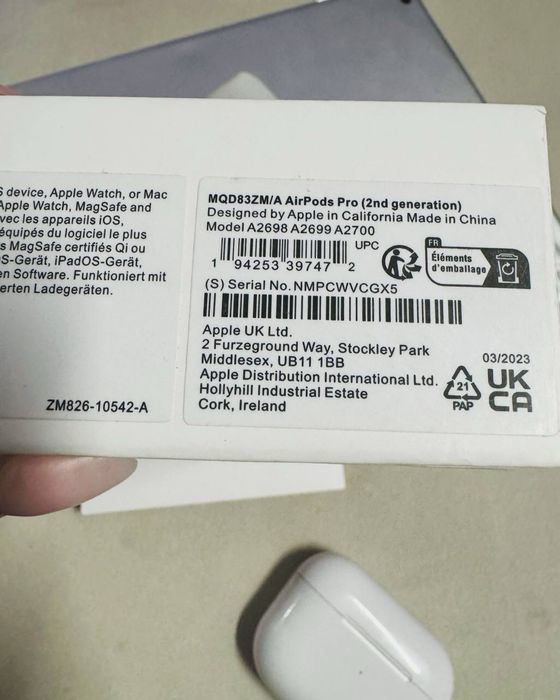 S device, Apple Watch, or Mac
Apple Watch, MagSafe and
vec les appareils iOS,
équipés du logiciel le plus
s MagSafe certifiés Qi ou
S-Gerät, iPadOS-Gerät,
en Software. Funktioniert mit
erten Ladegeräten.
ZM826-10542-A
MQD83ZM/A AirPods Pro (2nd generation)
Designed by Apple in California Made in China
Model A2698 A2699 A2700
UPC
1 94253 39747 2
FR
Éléments
d'emballage
(S) Serial No. NMPCWVCGX5
Apple UK Ltd.
2 Furzeground Way, Stockley Park
Middlesex, UB11 1BB
Apple Distribution International Ltd.
Hollyhill Industrial Estate
Cork, Ireland
03/2023
21
PAP
UK
CA